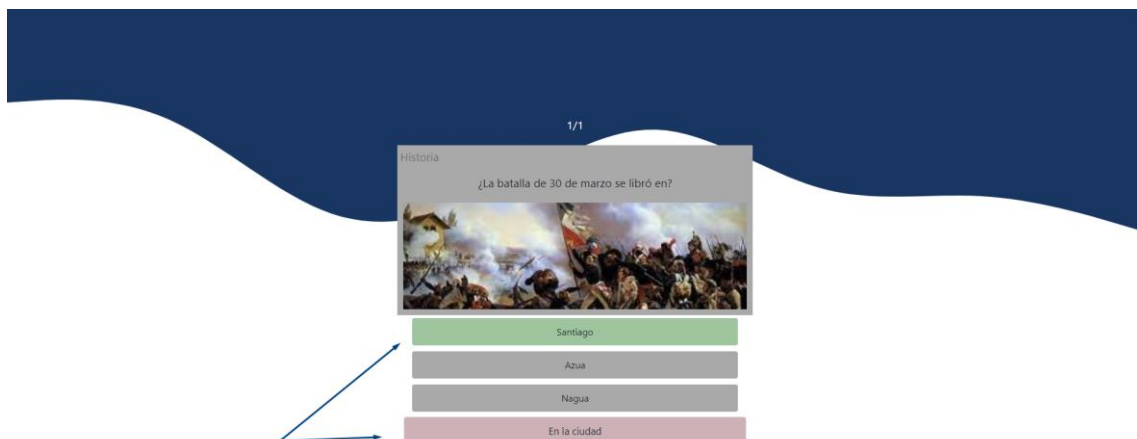 1/1
Historia
¿La batalla de 30 de marzo se libró en?
Santiago
Azua
Nagua
En la ciudad